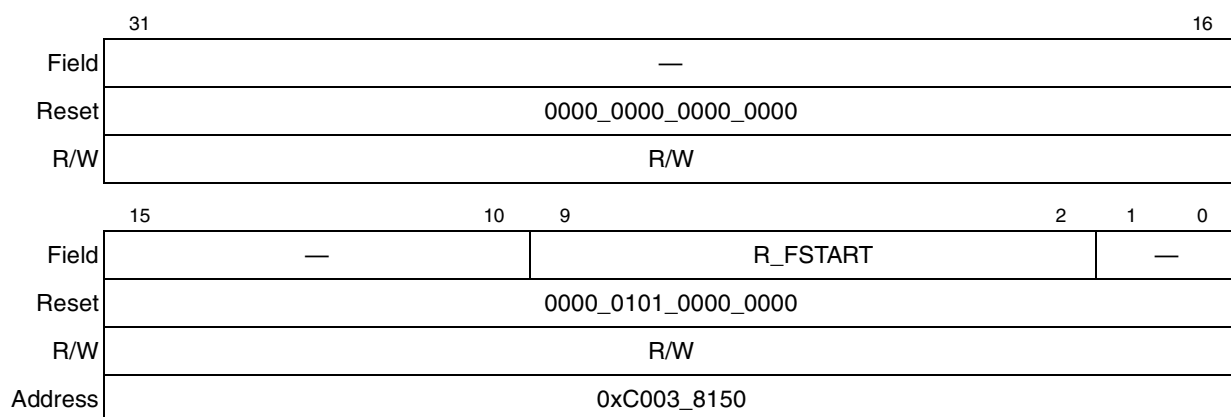 31 16
Field —
Reset 0000_0000_0000_0000
R/W R/W
15 10 9 2 1 0
Field — R_FSTART —
Reset 0000_0101_0000_0000
R/W R/W
Address 0xC003_8150